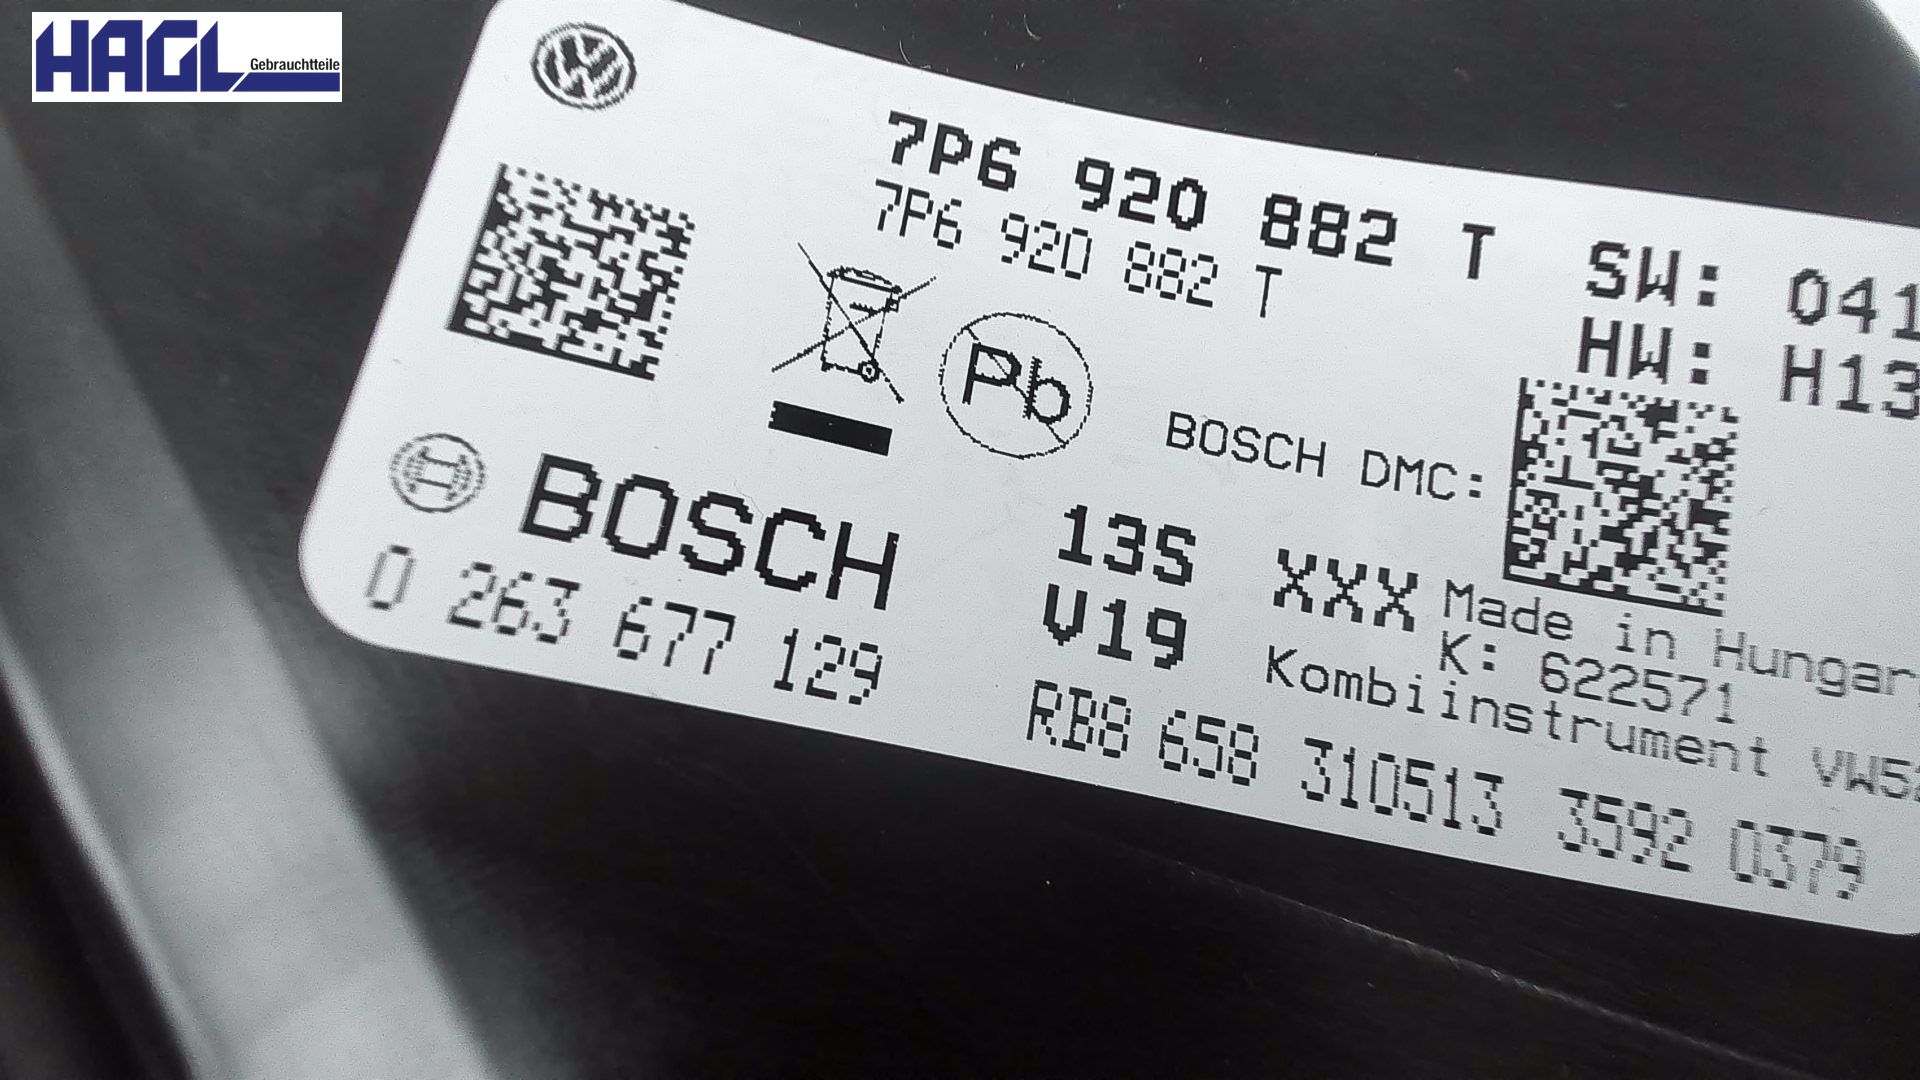 HAGL
Gebrauchtteile
7P6 920 882 T
7P6 920 882 T
SW: 041
HW: H13
Pb
BOSCH DMC:
BOSCH
0 263 677 129
13S XXX
V19
Made in Hungar
K: 622571
Kombiinstrument VW5
RB8 658 310513 3592 0379